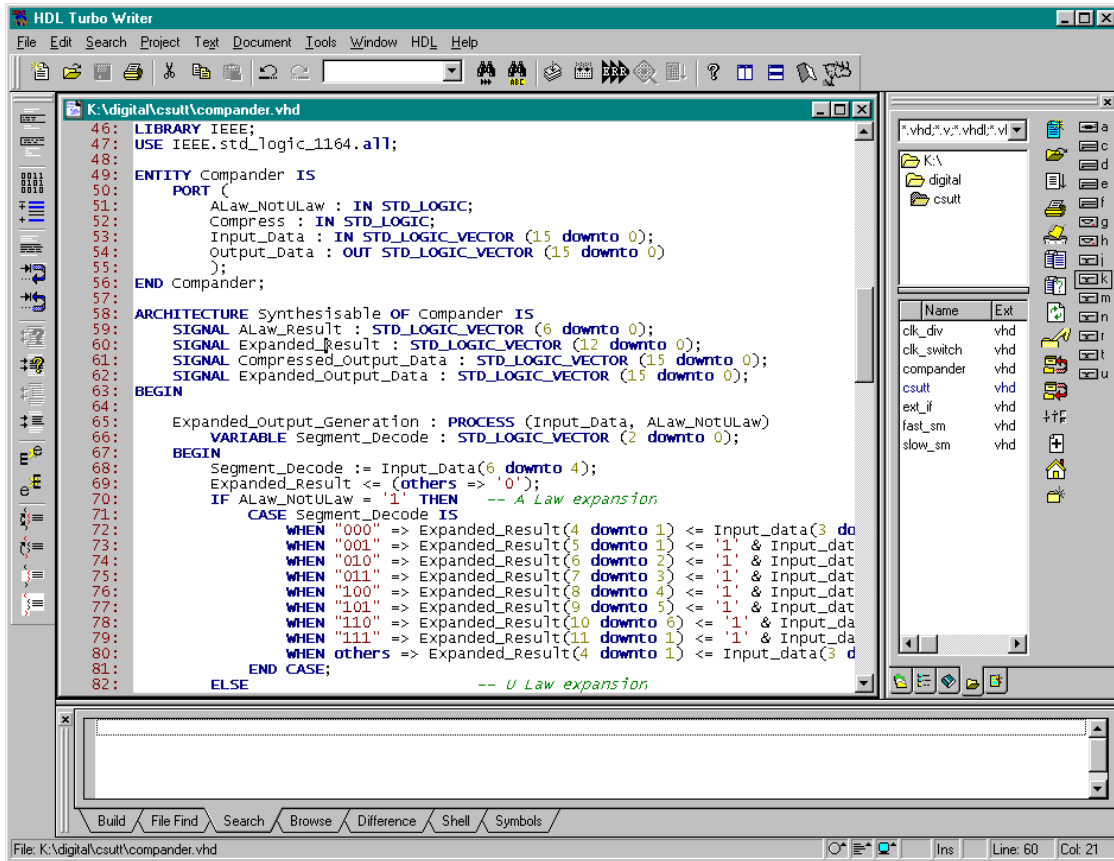 HDL Turbo Writer
File Edit Search Project Text Document Tools Window HDL Help
K:\digital\csutt\compander.vhd
46: LIBRARY IEEE;
47: USE IEEE.std_logic_1164.all;
48:
49: ENTITY Compander IS
50:     PORT (
51:         ALaw_NotULaw : IN STD_LOGIC;
52:         Compress : IN STD_LOGIC;
53:         Input_Data : IN STD_LOGIC_VECTOR (15 downto 0);
54:         Output_Data : OUT STD_LOGIC_VECTOR (15 downto 0)
55:         );
56: END Compander;
57:
58: ARCHITECTURE Synthesisable OF Compander IS
59:     SIGNAL ALaw_Result : STD_LOGIC_VECTOR (6 downto 0);
60:     SIGNAL Expanded_Result : STD_LOGIC_VECTOR (12 downto 0);
61:     SIGNAL Compressed_Output_Data : STD_LOGIC_VECTOR (15 downto 0);
62:     SIGNAL Expanded_Output_Data : STD_LOGIC_VECTOR (15 downto 0);
63: BEGIN
64:
65:     Expanded_Output_Generation : PROCESS (Input_Data, ALaw_NotULaw)
66:         VARIABLE Segment_Decode : STD_LOGIC_VECTOR (2 downto 0);
67:     BEGIN
68:         Segment_Decode := Input_Data(6 downto 4);
69:         Expanded_Result <= (others => '0');
70:         IF ALaw_NotULaw = '1' THEN   -- A Law expansion
71:             CASE Segment_Decode IS
72:                 WHEN "000" => Expanded_Result(4 downto 1) <= Input_data(3 do
73:                 WHEN "001" => Expanded_Result(5 downto 1) <= '1' & Input_dat
74:                 WHEN "010" => Expanded_Result(6 downto 2) <= '1' & Input_dat
75:                 WHEN "011" => Expanded_Result(7 downto 3) <= '1' & Input_dat
76:                 WHEN "100" => Expanded_Result(8 downto 4) <= '1' & Input_dat
77:                 WHEN "101" => Expanded_Result(9 downto 5) <= '1' & Input_dat
78:                 WHEN "110" => Expanded_Result(10 downto 6) <= '1' & Input_da
79:                 WHEN "111" => Expanded_Result(11 downto 1) <= '1' & Input_da
80:                 WHEN others => Expanded_Result(4 downto 1) <= Input_data(3 d
81:             END CASE;
82:         ELSE                         -- U Law expansion
*.vhd;*.v;*.vhdl;*.vl
K:\
digital
csutt
Name Ext
clk_div vhd
clk_switch vhd
compander vhd
csutt vhd
ext_if vhd
fast_sm vhd
slow_sm vhd
a
c
d
e
f
g
h
j
k
m
n
r
t
u
Build File Find Search Browse Difference Shell Symbols
File: K:\digital\csutt\compander.vhd Ins Line: 60 Col: 21